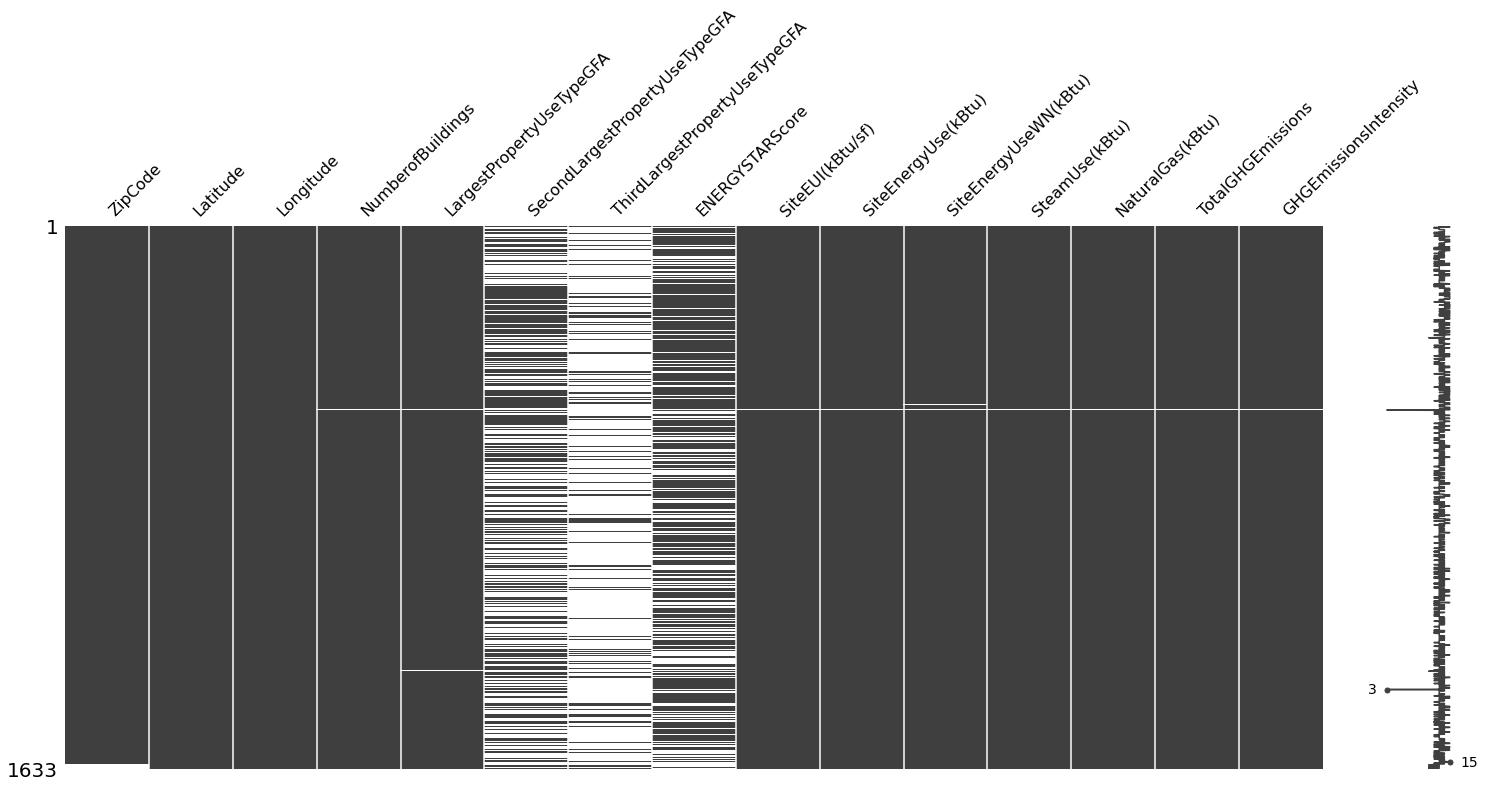 ZipCode
Latitude
Longitude
NumberofBuildings
LargestPropertyUseTypeGFA
SecondLargestPropertyUseTypeGFA
ThirdLargestPropertyUseTypeGFA
ENERGYSTARScore
SiteEUI(kBtu/sf)
SiteEnergyUse(kBtu)
SiteEnergyUseWN(kBtu)
SteamUse(kBtu)
NaturalGas(kBtu)
TotalGHGEmissions
GHGEmissionsIntensity
1
3
15
1633